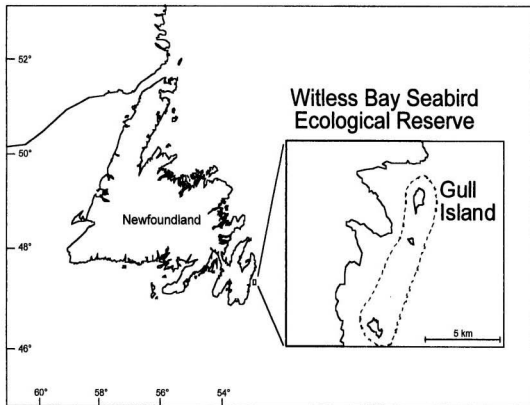 52°
50°
48°
46°
60°
58°
56°
54°
Newfoundland
Witless Bay Seabird
Ecological Reserve
Gull
Island
5 km